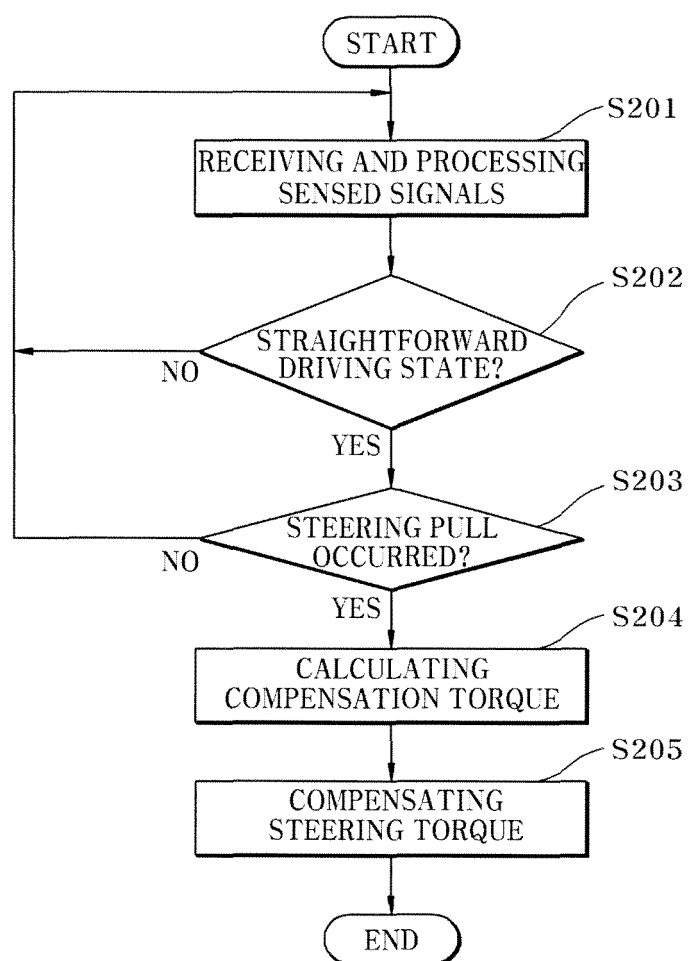 START
S201
RECEIVING AND PROCESSING
SENSED SIGNALS
S202
STRAIGHTFORWARD
DRIVING STATE?
NO
YES
S203
STEERING PULL
OCCURRED?
NO
YES
S204
CALCULATING
COMPENSATION TORQUE
S205
COMPENSATING
STEERING TORQUE
END